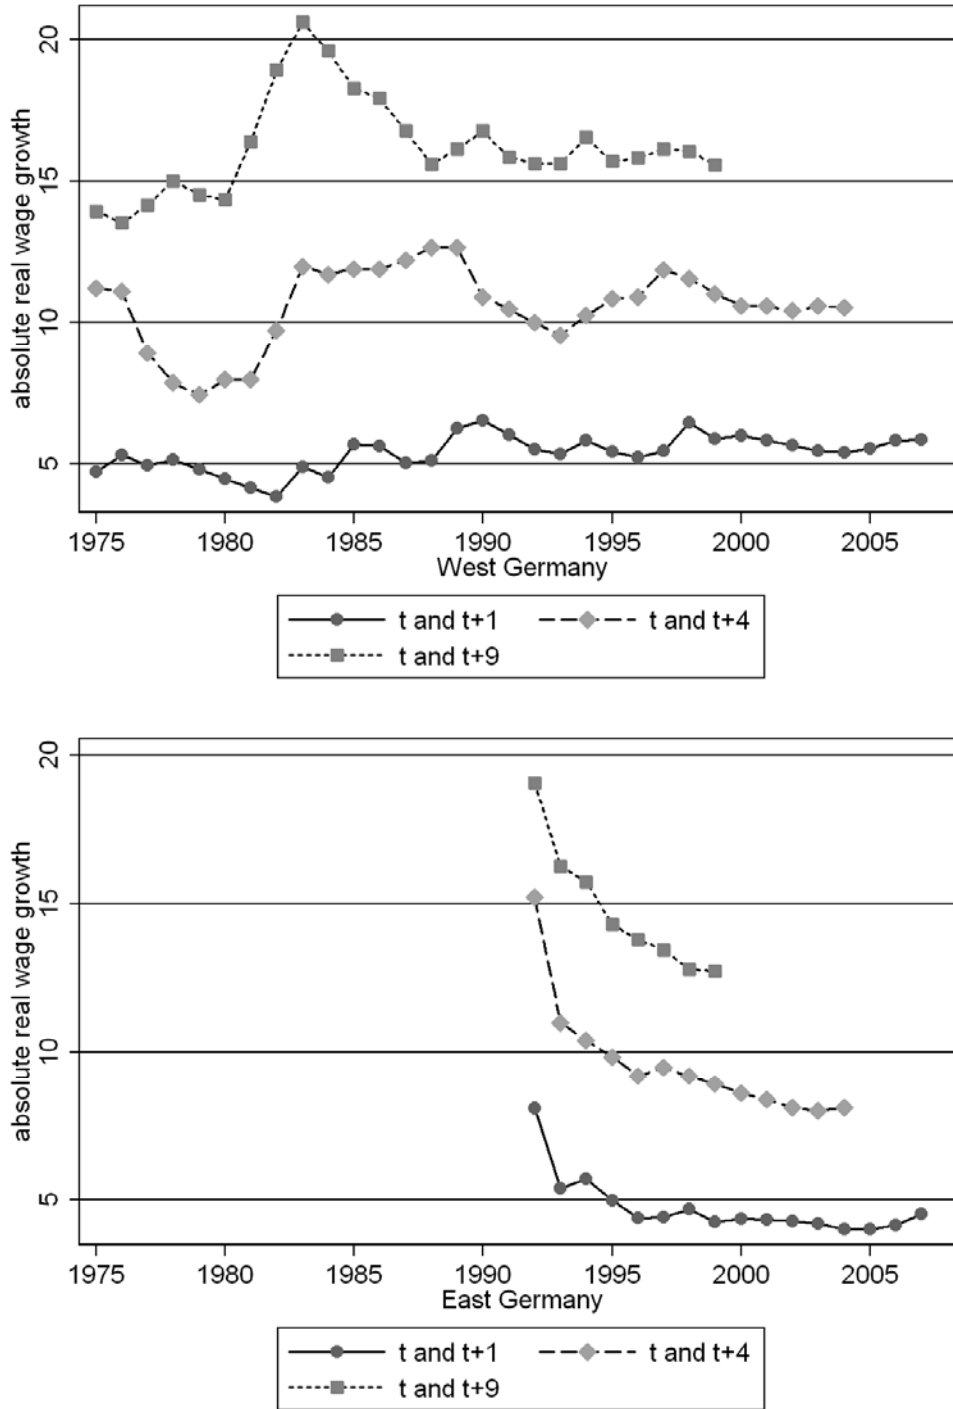 absolute real wage growth
20
15
10
5
1975 1980 1985 1990 1995 2000 2005
West Germany
t and t+1 t and t+4
t and t+9
absolute real wage growth
20
15
10
5
1975 1980 1985 1990 1995 2000 2005
East Germany
t and t+1 t and t+4
t and t+9